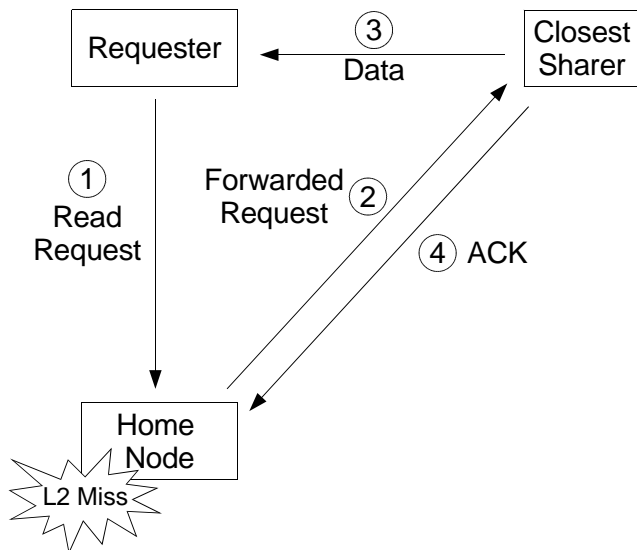 Requester
3
Data
Closest
Sharer
1
Read
Request
Forwarded
Request
2
4 ACK
Home
Node
L2 Miss